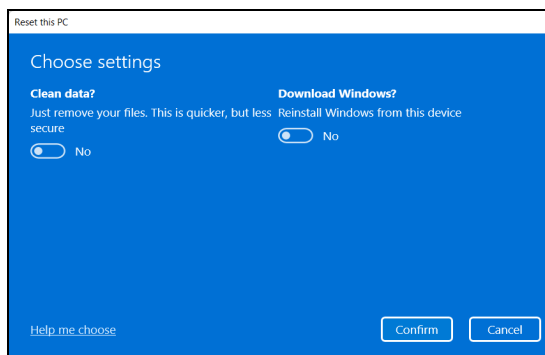 Reset this PC
Choose settings
Clean data?
Just remove your files. This is quicker, but less
secure
No
Download Windows?
Reinstall Windows from this device
No
Help me choose
Confirm
Cancel